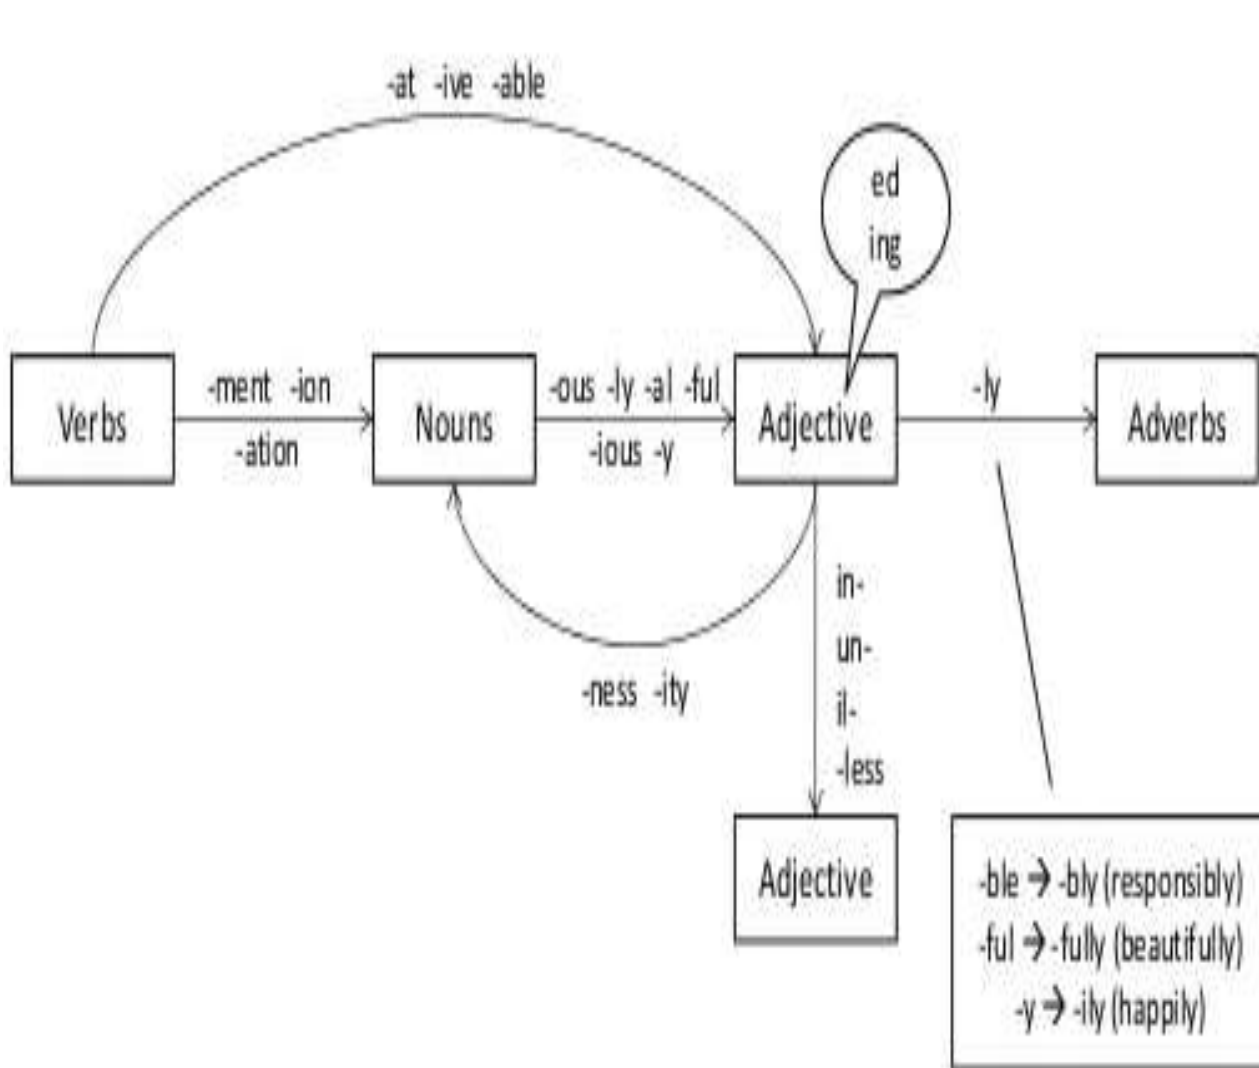 -at -ive -able
ed
ing
-ment -ion
-ous -ly -al -ful
-ly
Verbs
Nouns
Adjective
Adverbs
-ation
-ious -y
in-
un-
il-
-less
-ness -ity
Adjective
-ble → -bly (responsibly)
-ful → -fully (beautifully)
-y → -ily (happily)